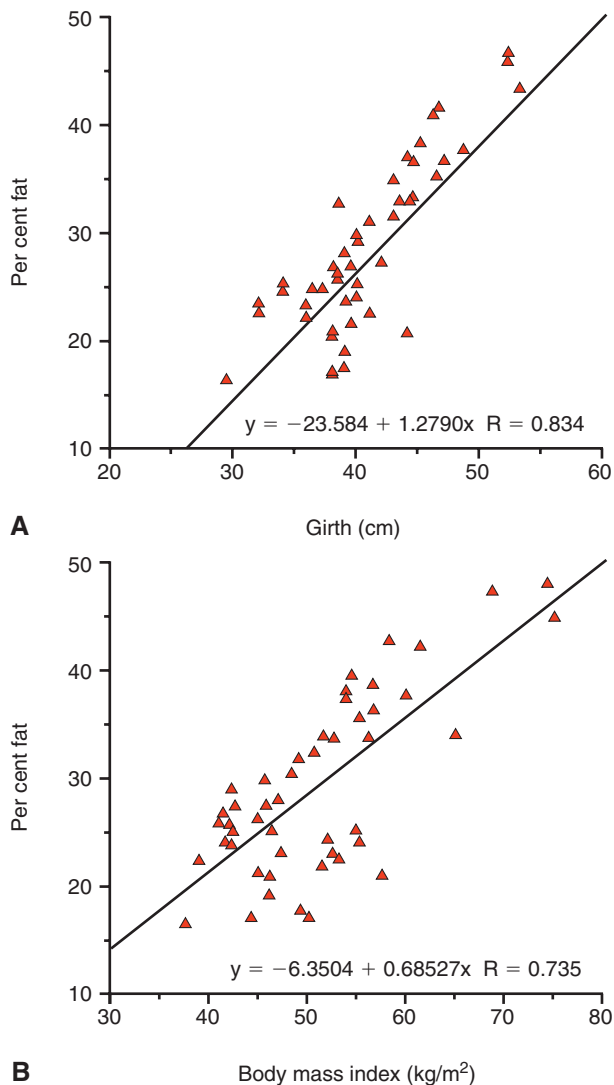 50
40
30
20
10
Per cent fat
y = −23.584 + 1.2790x R = 0.834
20 30 40 50 60
A
Girth (cm)
50
40
30
20
10
Per cent fat
y = −6.3504 + 0.68527x R = 0.735
30 40 50 60 70 80
B
Body mass index (kg/m²)